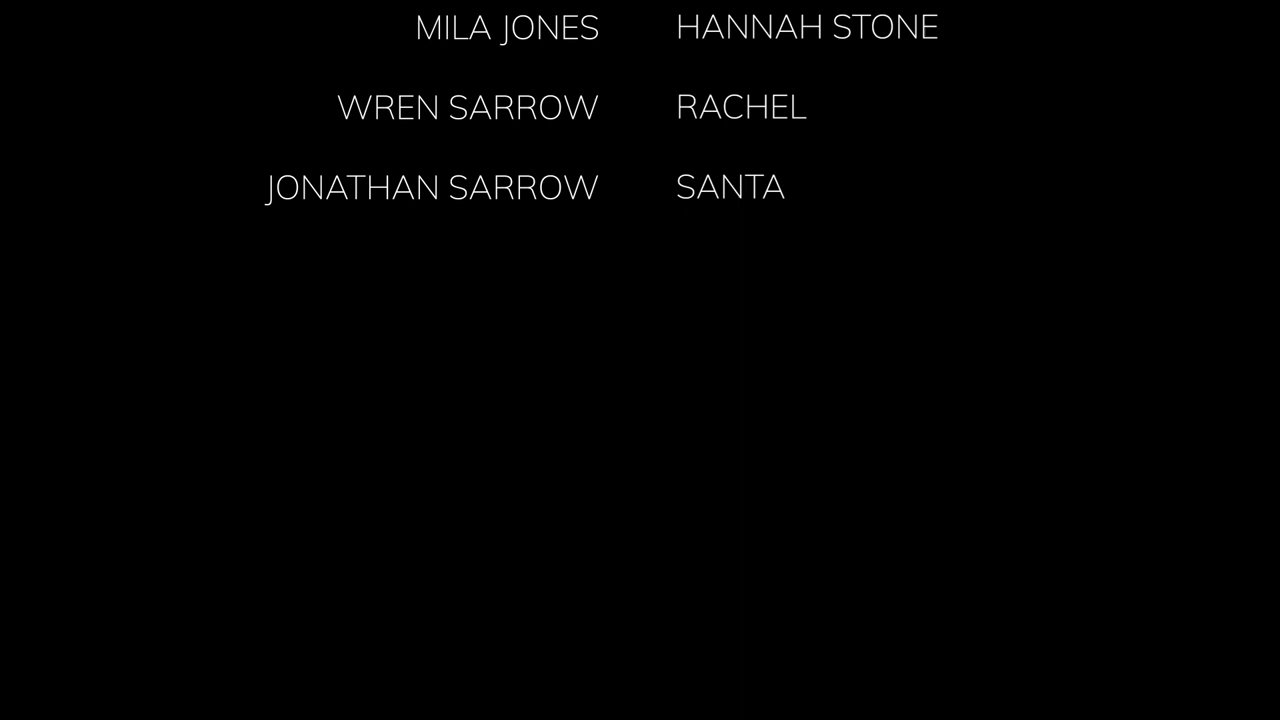 MILA JONES HANNAH STONE
WREN SARROW RACHEL
JONATHAN SARROW SANTA